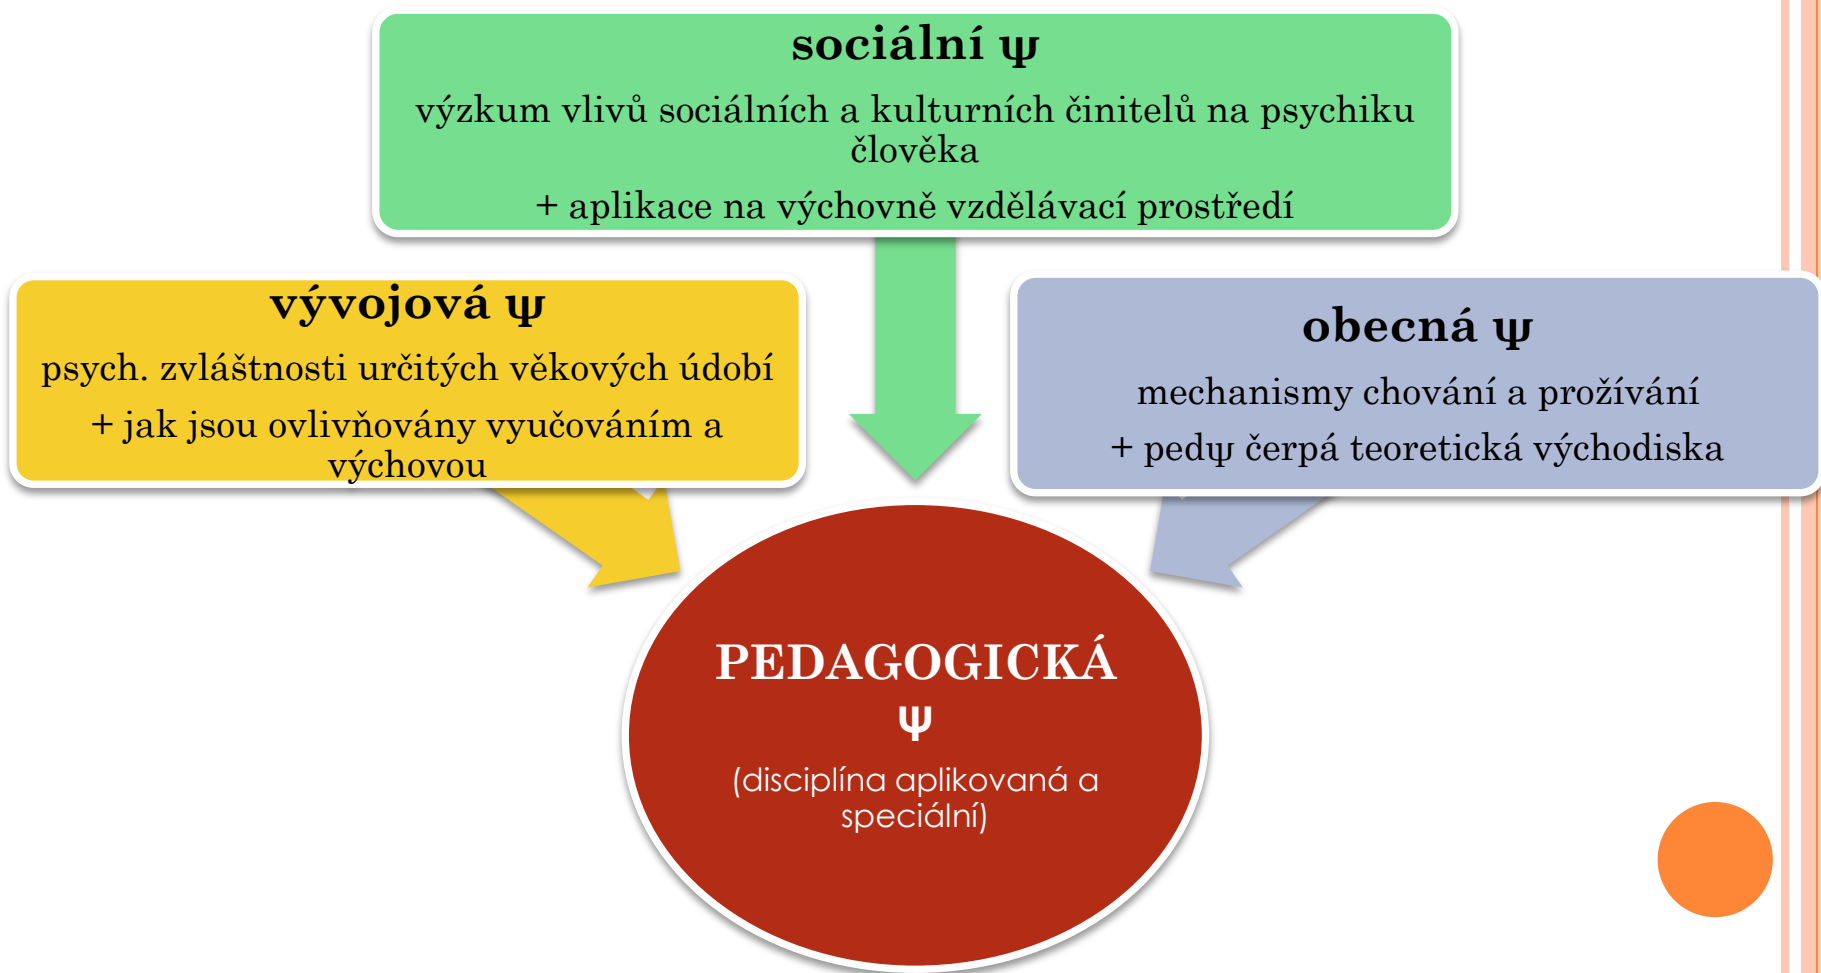 sociální ψ
výzkum vlivů sociálních a kulturních činitelů na psychiku
člověka
+ aplikace na výchovně vzdělávací prostředí
vývojová ψ
psych. zvláštnosti určitých věkových údobí
+ jak jsou ovlivňovány vyučováním a
výchovou
obecná ψ
mechanismy chování a prožívání
+ pedψ čerpá teoretická východiska
PEDAGOGICKÁ
ψ
(disciplína aplikovaná a
speciální)